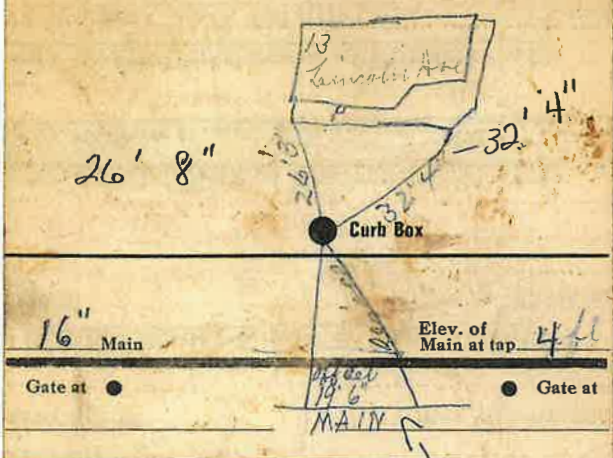 13
Lincoln Ave
32' 4"
26' 8"
26' 8"
32' 4"
Curb Box
16" Main
Elev. of
Main at tap 4 ft
Gate at
Gate at
19' 6"
MAIN